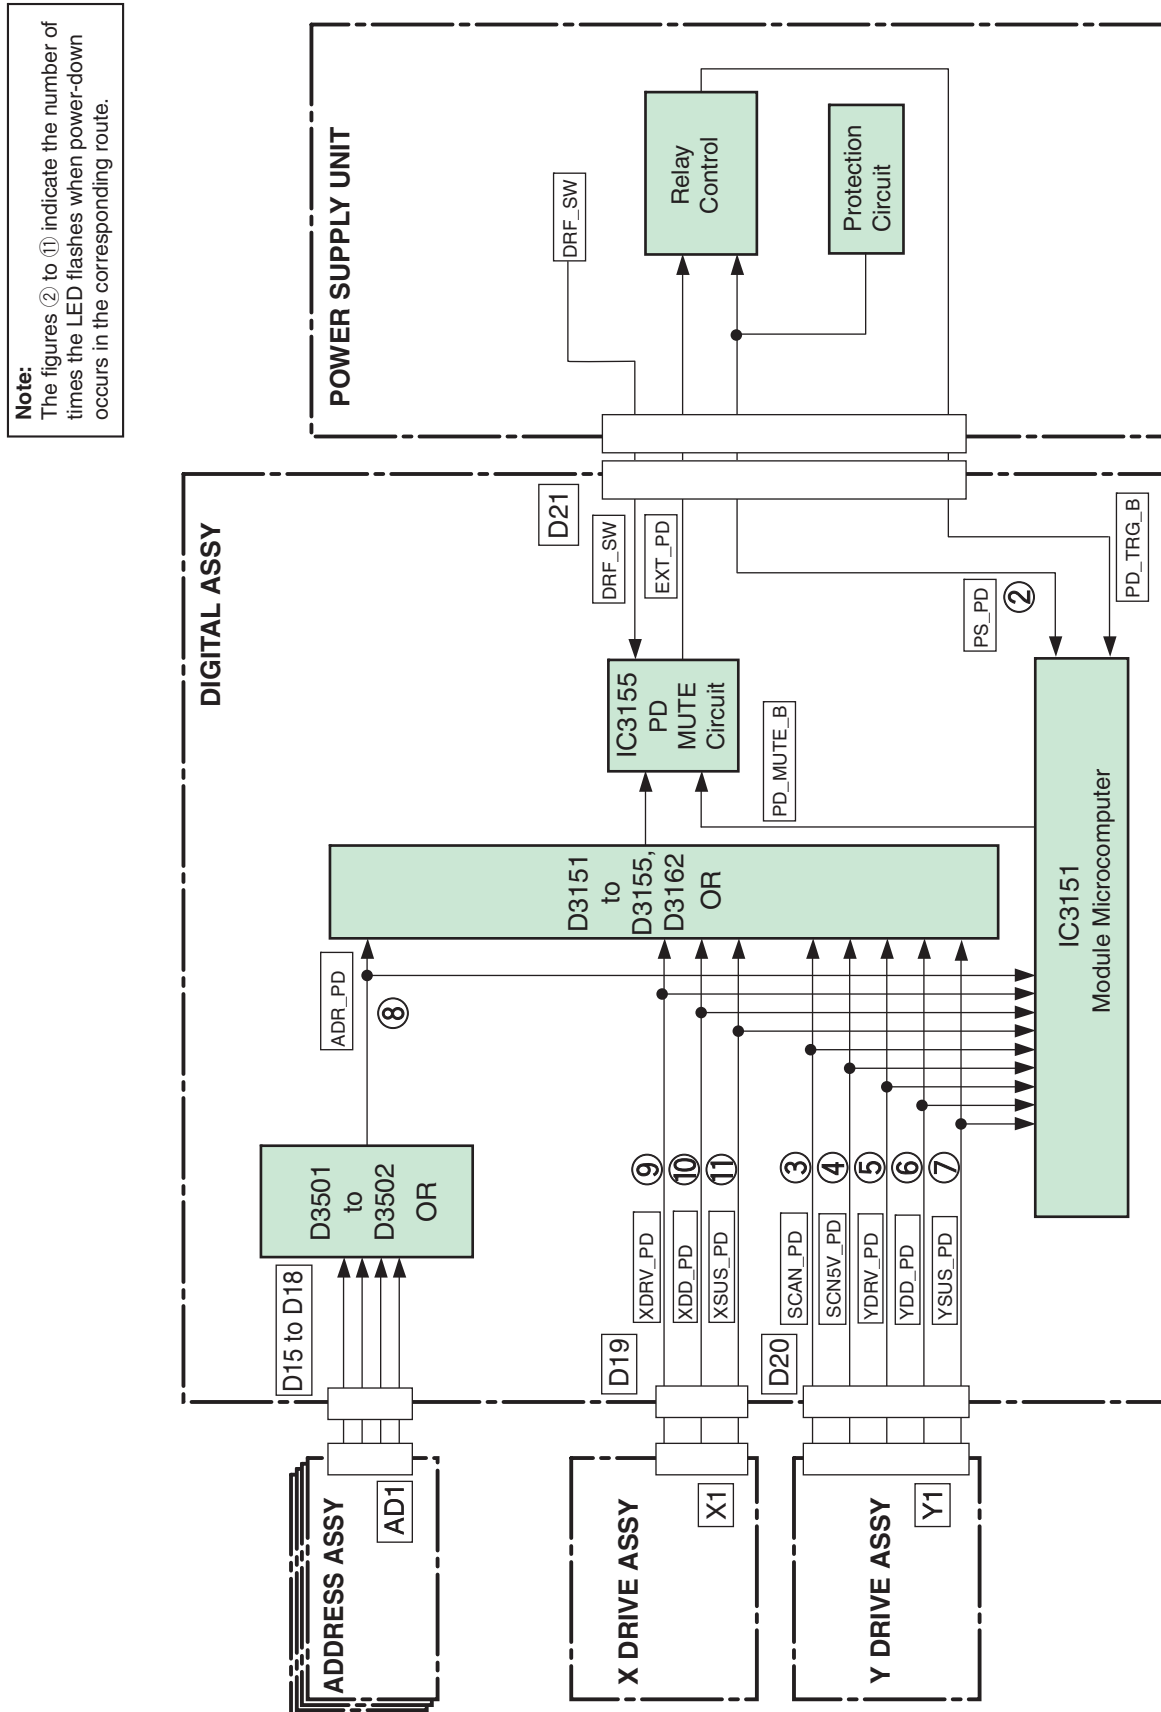 Note:
The figures ② to ⑪ indicate the number of
times the LED flashes when power-down
occurs in the corresponding route.
POWER SUPPLY UNIT
DRF_SW
Relay
Control
Protection
Circuit
DIGITAL ASSY
D21
DRF_SW
EXT_PD
PS_PD
②
PD_TRG_B
IC3155
PD
MUTE
Circuit
PD_MUTE_B
D3151
to
D3155,
D3162
OR
IC3151
Module Microcomputer
ADR_PD
⑧
D3501
to
D3502
OR
D15 to D18
⑨
⑩
⑪
XDRV_PD
XDD_PD
XSUS_PD
D19
③
④
⑤
⑥
⑦
SCAN_PD
SCN5V_PD
YDRV_PD
YDD_PD
YSUS_PD
D20
ADDRESS ASSY
AD1
X DRIVE ASSY
X1
Y DRIVE ASSY
Y1